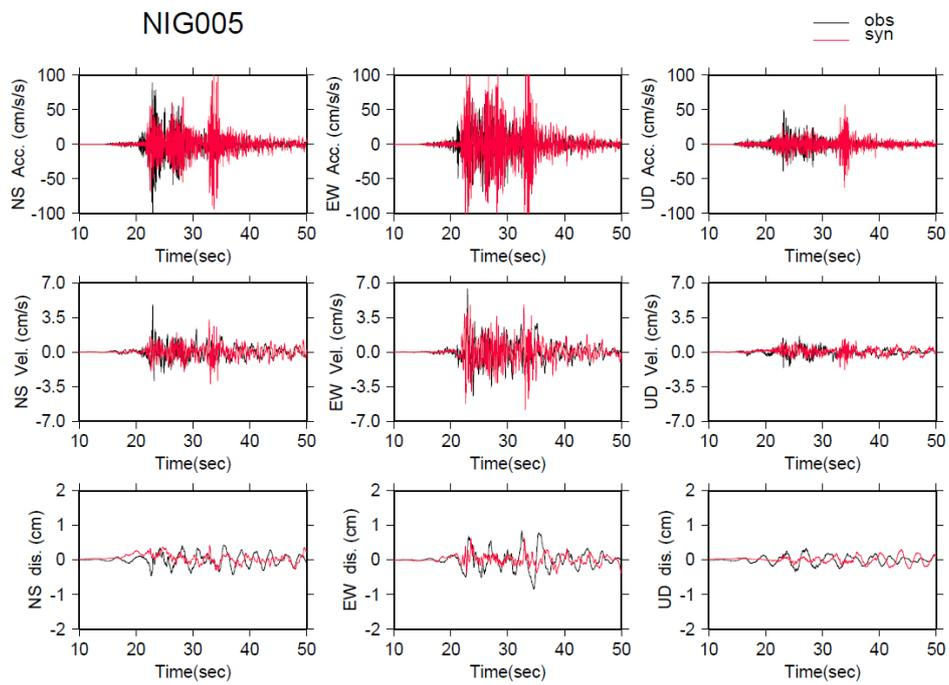 NIG005
obs
syn
NS Acc. (cm/s/s)
100
50
0
-50
-100
10 20 30 40 50
Time(sec)
EW Acc. (cm/s/s)
100
50
0
-50
-100
10 20 30 40 50
Time(sec)
UD Acc. (cm/s/s)
100
50
0
-50
-100
10 20 30 40 50
Time(sec)
NS Vel. (cm/s)
7.0
3.5
0.0
-3.5
-7.0
10 20 30 40 50
Time(sec)
EW Vel. (cm/s)
7.0
3.5
0.0
-3.5
-7.0
10 20 30 40 50
Time(sec)
UD Vel. (cm/s)
7.0
3.5
0.0
-3.5
-7.0
10 20 30 40 50
Time(sec)
NS dis. (cm)
2
1
0
-1
-2
10 20 30 40 50
Time(sec)
EW dis. (cm)
2
1
0
-1
-2
10 20 30 40 50
Time(sec)
UD dis. (cm)
2
1
0
-1
-2
10 20 30 40 50
Time(sec)